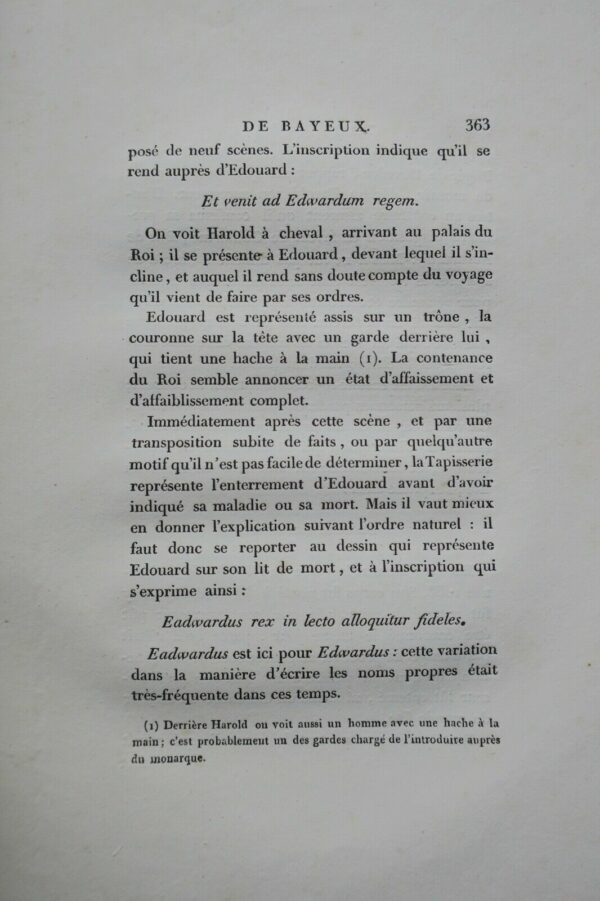 DE BAYEUX. 363
posé de neuf scènes. L'inscription indique qu'il se
rend auprès d'Edouard :
Et venit ad Edwardum regem.
On voit Harold à cheval , arrivant au palais du
Roi ; il se présente à Edouard , devant lequel il s'in-
cline , et auquel il rend sans doute compte du voyage
qu'il vient de faire par ses ordres.
Edouard est représenté assis sur un trône , la
couronne sur la tête avec un garde derrière lui ,
qui tient une hache à la main (1). La contenance
du Roi semble annoncer un état d'affaissement et
d'affaiblissement complet.
Immédiatement après cette scène , et par une
transposition subite de faits , ou par quelqu'autre
motif qu'il n'est pas facile de déterminer , la Tapisserie
représente l'enterrement d'Edouard avant d'avoir
indiqué sa maladie ou sa mort. Mais il vaut mieux
en donner l'explication suivant l'ordre naturel : il
faut donc se reporter au dessin qui représente
Edouard sur son lit de mort , et à l'inscription qui
s'exprime ainsi :
Eadwardus rex in lecto alloquitur fideles.
Eadwardus est ici pour Edwardus : cette variation
dans la manière d'écrire les noms propres était
très-fréquente dans ces temps.
(1) Derrière Harold on voit aussi un homme avec une hache à la
main ; c'est probablement un des gardes chargé de l'introduire auprès
du monarque.